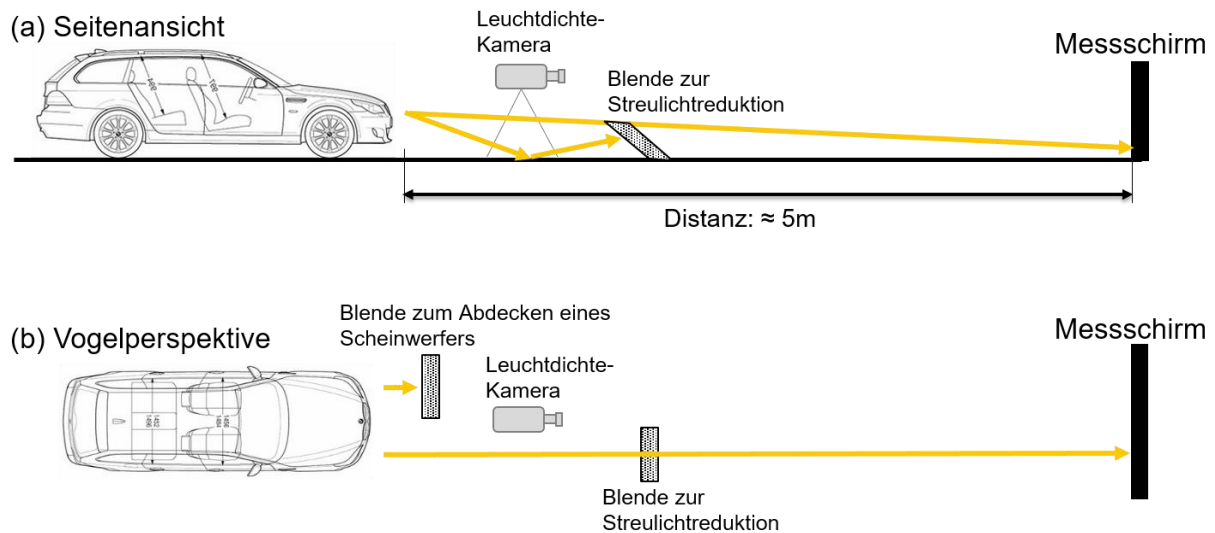 (a) Seitenansicht
Leuchtdichte-
Kamera
Blende zur
Streulichtreduktion
Messschirm
Distanz: ≈ 5m
(b) Vogelperspektive
Blende zum Abdecken eines
Scheinwerfers
Leuchtdichte-
Kamera
Messschirm
Blende zur
Streulichtreduktion